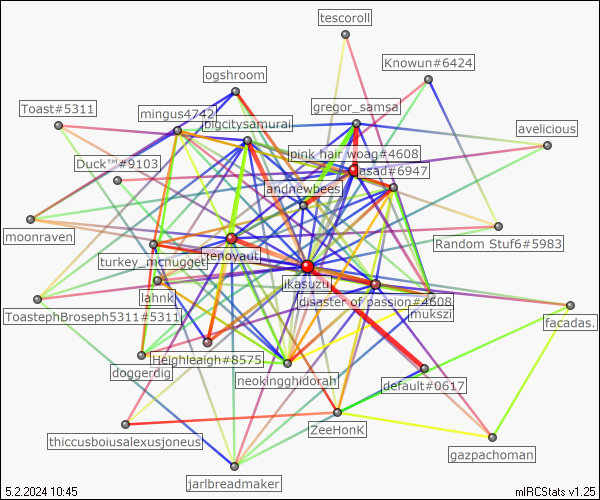 tescoroll
Knowun#6424
ogshroom
Toast#5311
mingus4742
gregor_samsa
bigcitysamurai
avelicious
Duck™#9103
pink hair woag#4608
asad#6947
andnewbees
moonraven
Random Stuf6#5983
turkey_mcnugget
renoyaut
ikasuzu
lahnk
disaster of passion#4608
ToastephBroseph5311#5311
mukszi
facadas.
Heighleigh#8575
doggerdig
neokingghidorah
default#0617
ZeeHonK
thiccusboiusalexusjoneus
gazpachoman
jarlbreadmaker
5.2.2024 10:45
mIRCStats v1.25